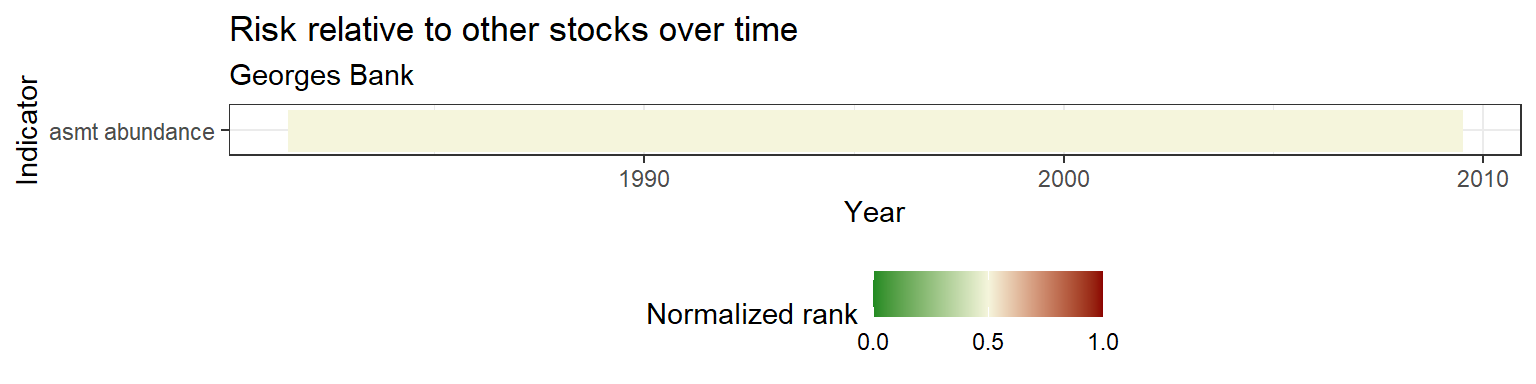 Risk relative to other stocks over time
Georges Bank
Indicator
asmt abundance
1990 2000 2010
Year
Normalized rank
0.0 0.5 1.0